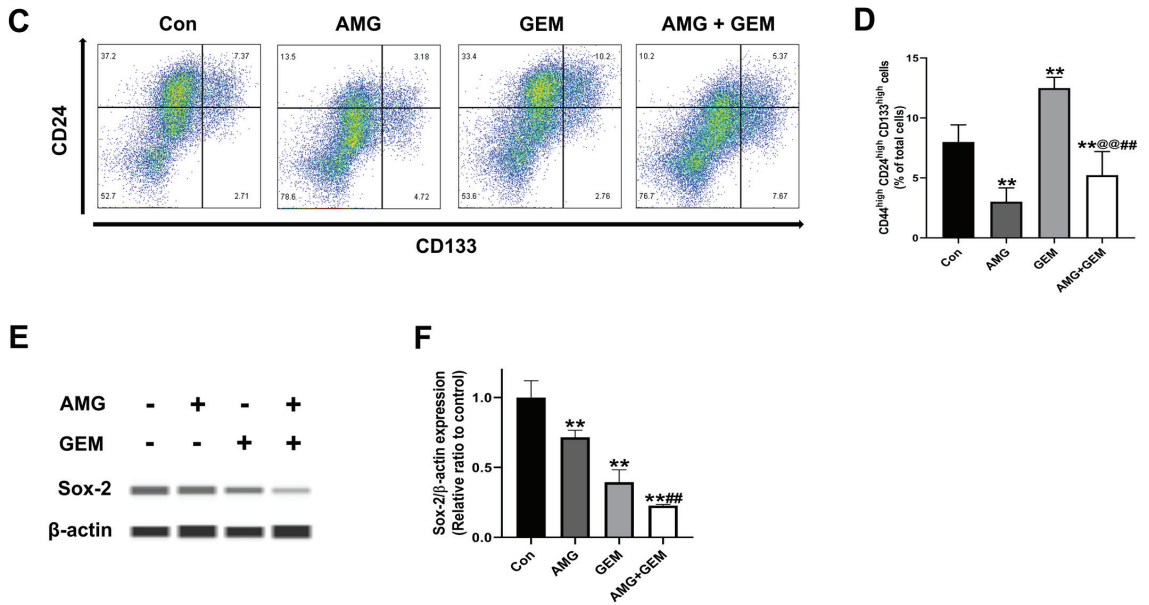 C
Con
AMG
GEM
AMG + GEM
CD24
37.2
7.37
52.7
2.71
13.5
3.18
78.6
4.72
33.4
10.2
53.6
2.76
10.2
5.37
76.7
7.67
CD133
D
CD44high CD24high CD133high cells
(% of total cells)
15
10
5
0
**
**
**@@##
Con
AMG
GEM
AMG+GEM
E
AMG - + - +
GEM - - + +
Sox-2
β-actin
F
Sox-2/β-actin expression
(Relative ratio to control)
1.0
0.5
0.0
**
**
**##
Con
AMG
GEM
AMG+GEM